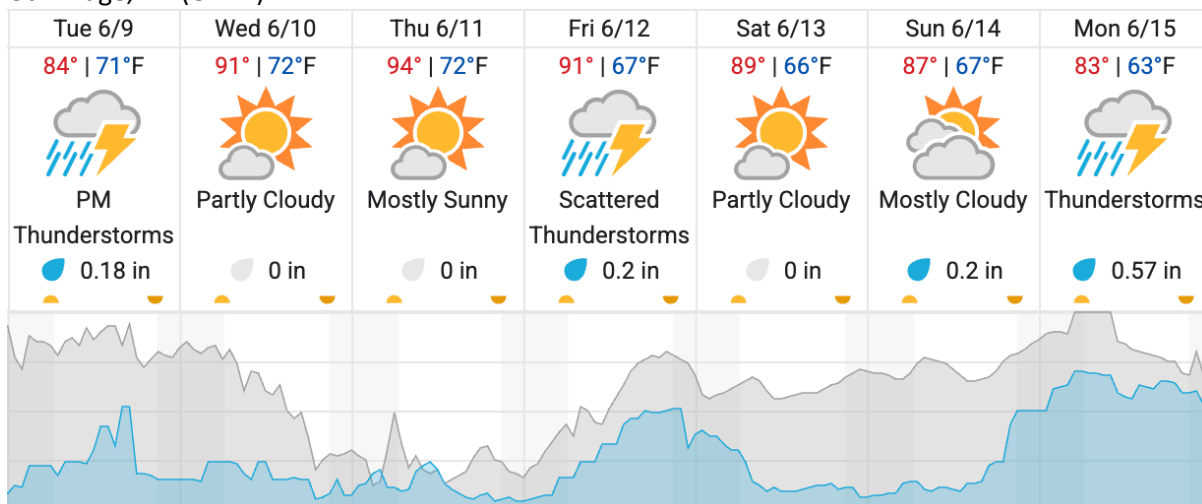 Tue 6/9
Wed 6/10
Thu 6/11
Fri 6/12
Sat 6/13
Sun 6/14
Mon 6/15
84° | 71°F
91° | 72°F
94° | 72°F
91° | 67°F
89° | 66°F
87° | 67°F
83° | 63°F
PM
Thunderstorms
Partly Cloudy
Mostly Sunny
Scattered
Thunderstorms
Partly Cloudy
Mostly Cloudy
Thunderstorms
0.18 in
0 in
0 in
0.2 in
0 in
0.2 in
0.57 in